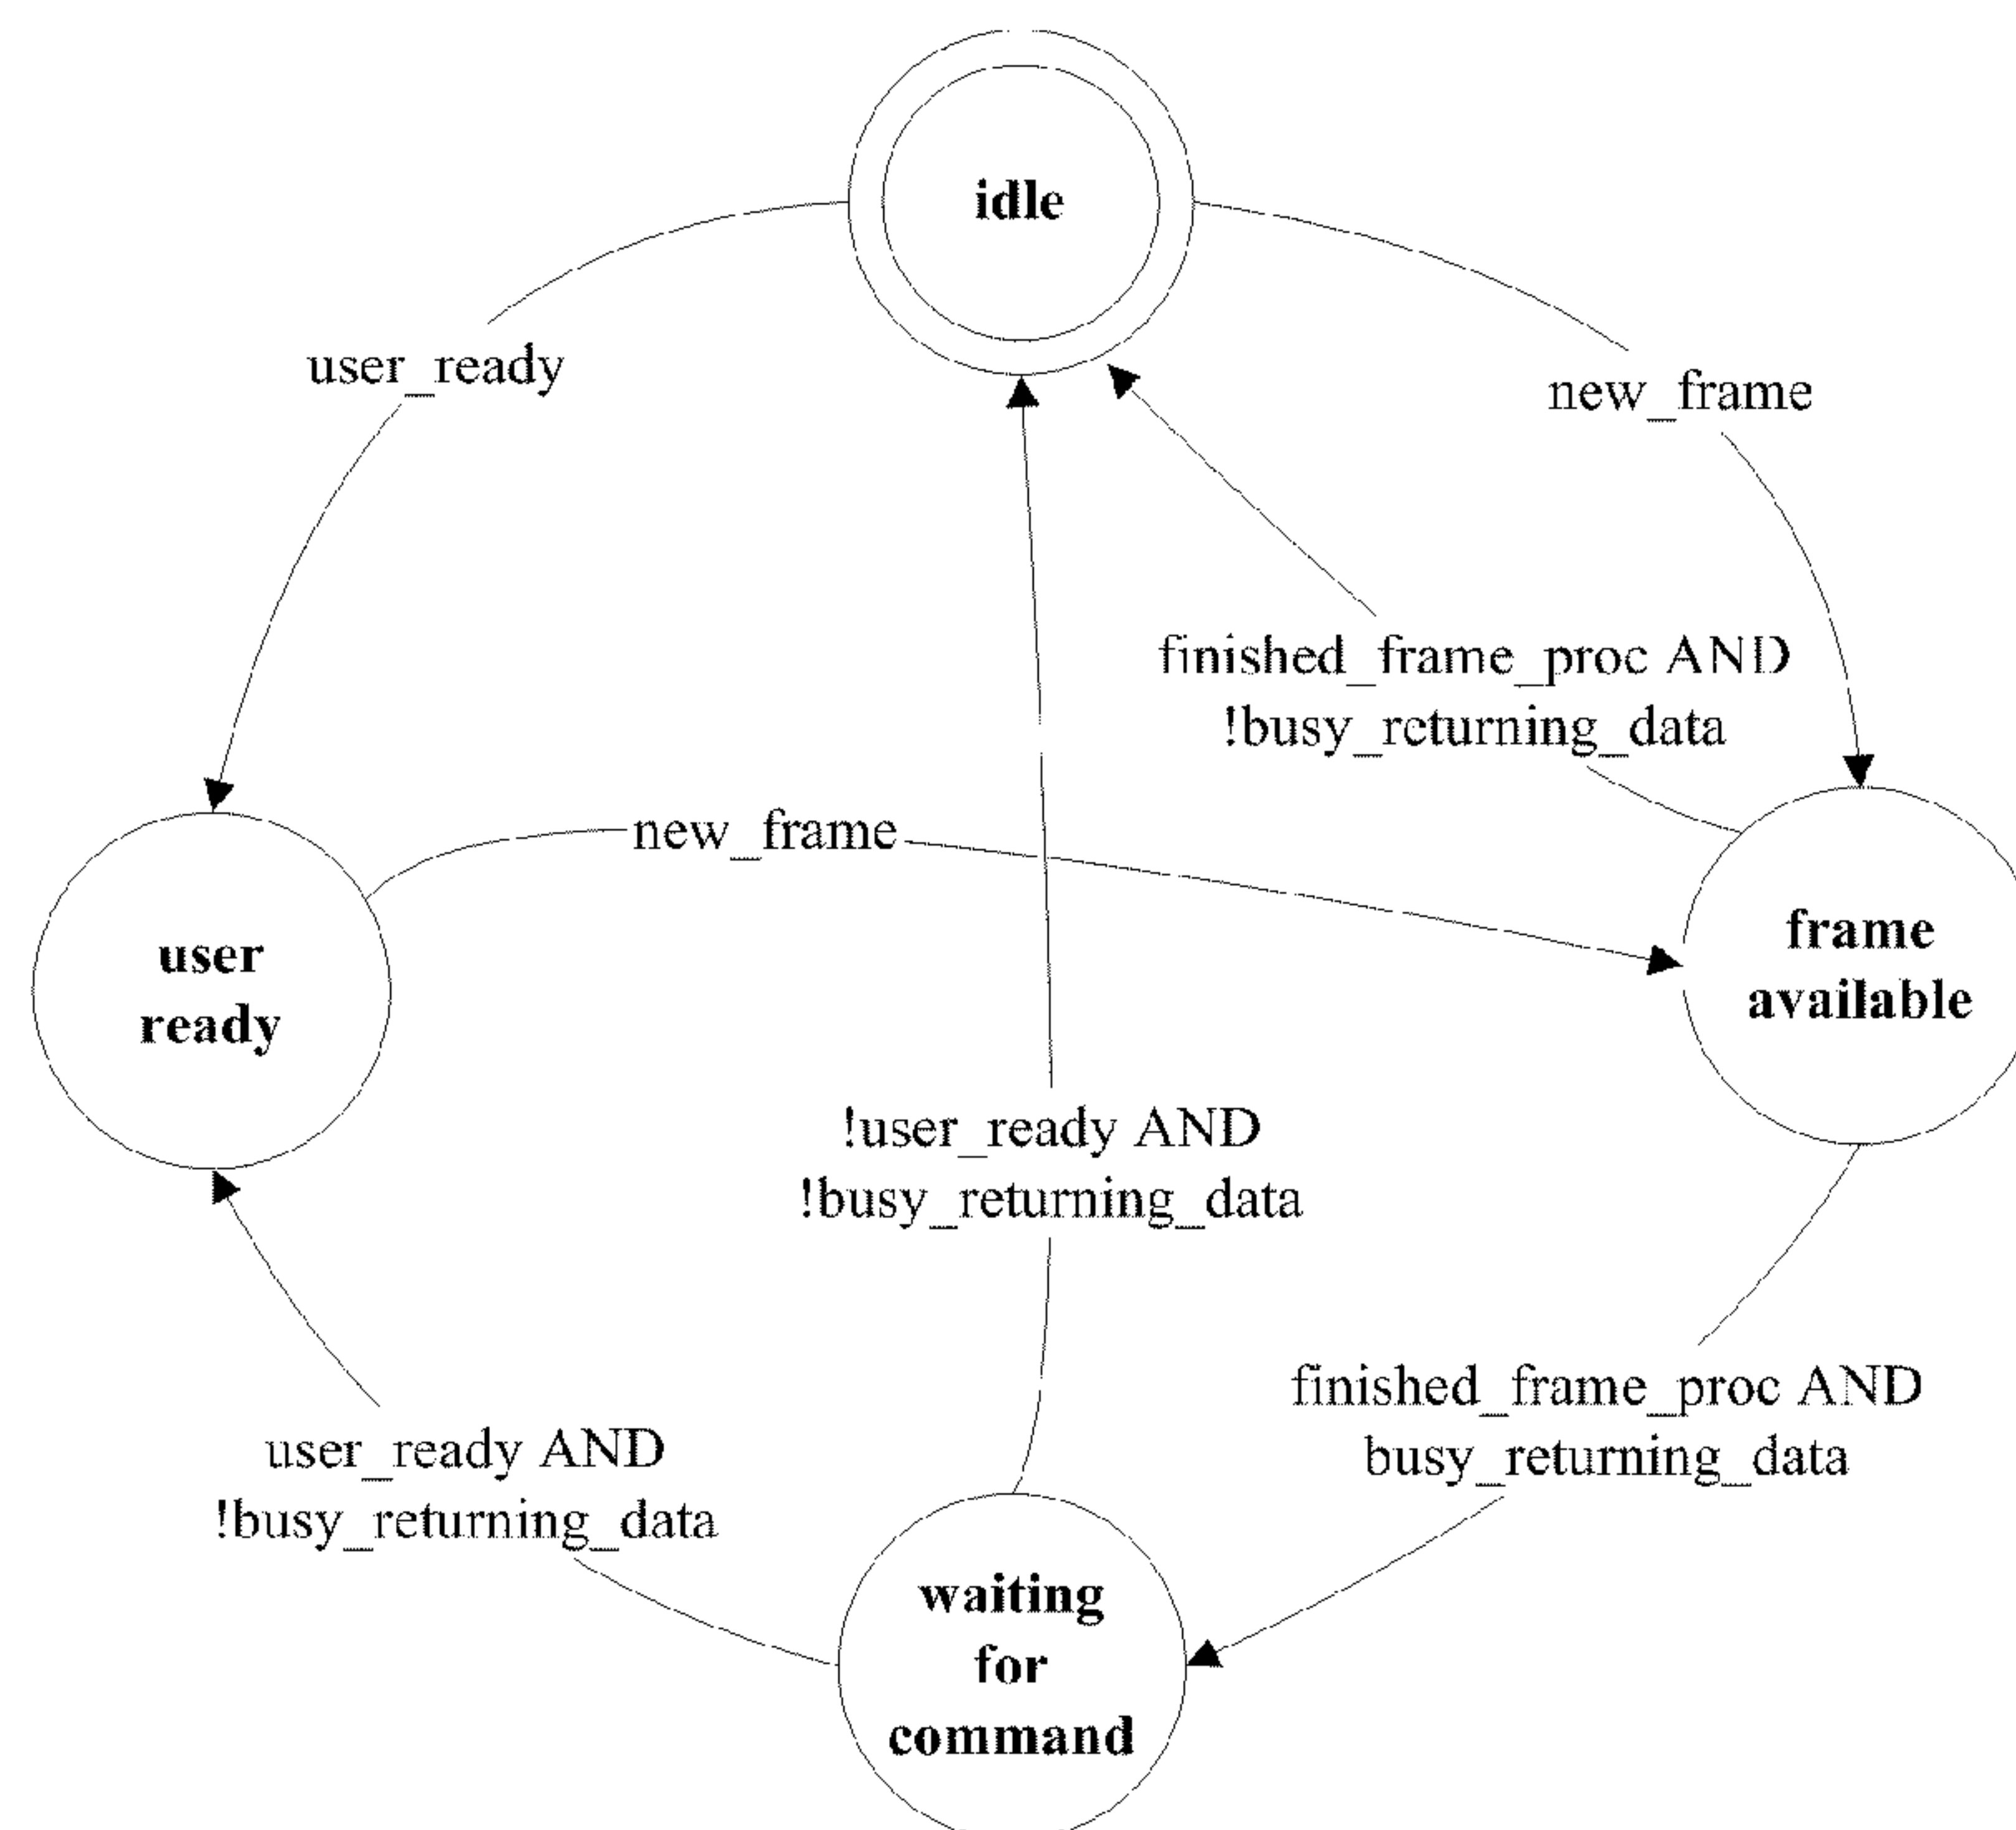 idle
user_ready
new_frame
finished_frame_proc AND
!busy_returning_data
new_frame
user
ready
frame
available
!user_ready AND
!busy_returning_data
finished_frame_proc AND
busy_returning_data
user_ready AND
!busy_returning_data
waiting
for
command